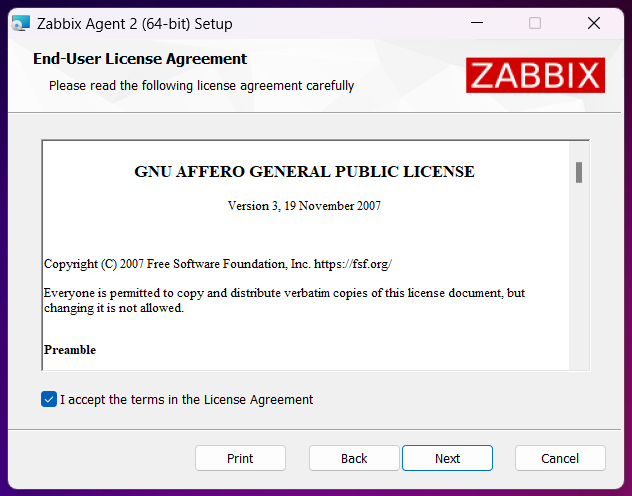 Zabbix Agent 2 (64-bit) Setup
End-User License Agreement
Please read the following license agreement carefully
ZABBIX
GNU AFFERO GENERAL PUBLIC LICENSE
Version 3, 19 November 2007
Copyright (C) 2007 Free Software Foundation, Inc. https://fsf.org/
Everyone is permitted to copy and distribute verbatim copies of this license document, but
changing it is not allowed.
Preamble
I accept the terms in the License Agreement
Print
Back
Next
Cancel